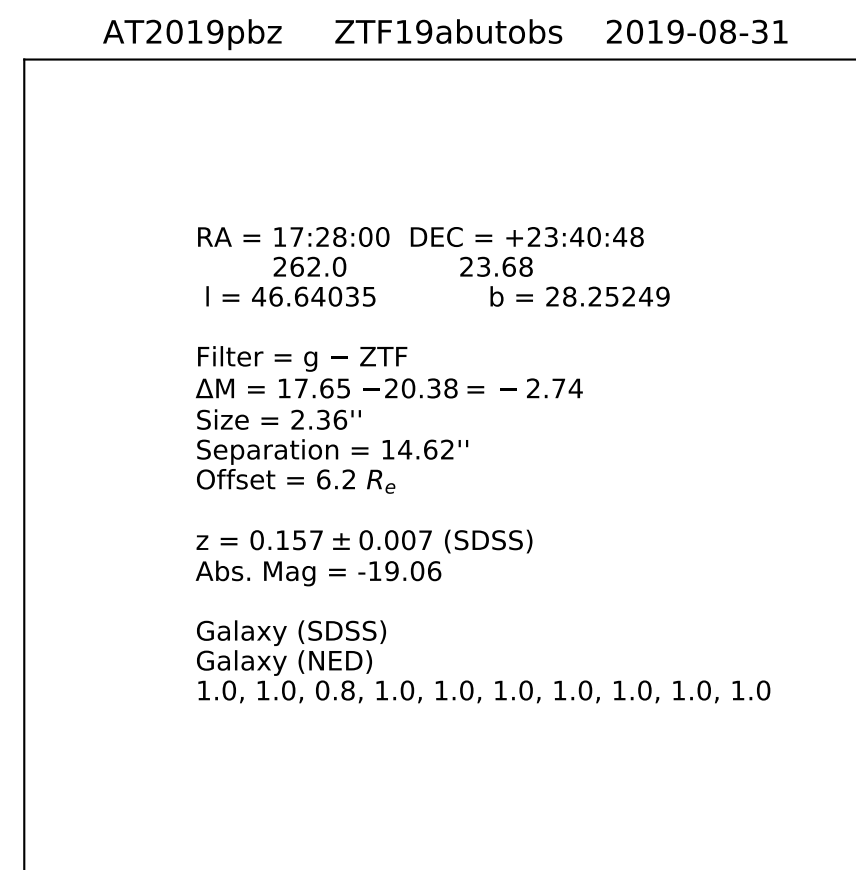 AT2019pbz ZTF19abutobs 2019-08-31
RA = 17:28:00 DEC = +23:40:48
262.0 23.68
l = 46.64035 b = 28.25249
Filter = g − ZTF
ΔM = 17.65 −20.38 = − 2.74
Size = 2.36''
Separation = 14.62''
Offset = 6.2 Rₑ
z = 0.157 ± 0.007 (SDSS)
Abs. Mag = -19.06
Galaxy (SDSS)
Galaxy (NED)
1.0, 1.0, 0.8, 1.0, 1.0, 1.0, 1.0, 1.0, 1.0, 1.0